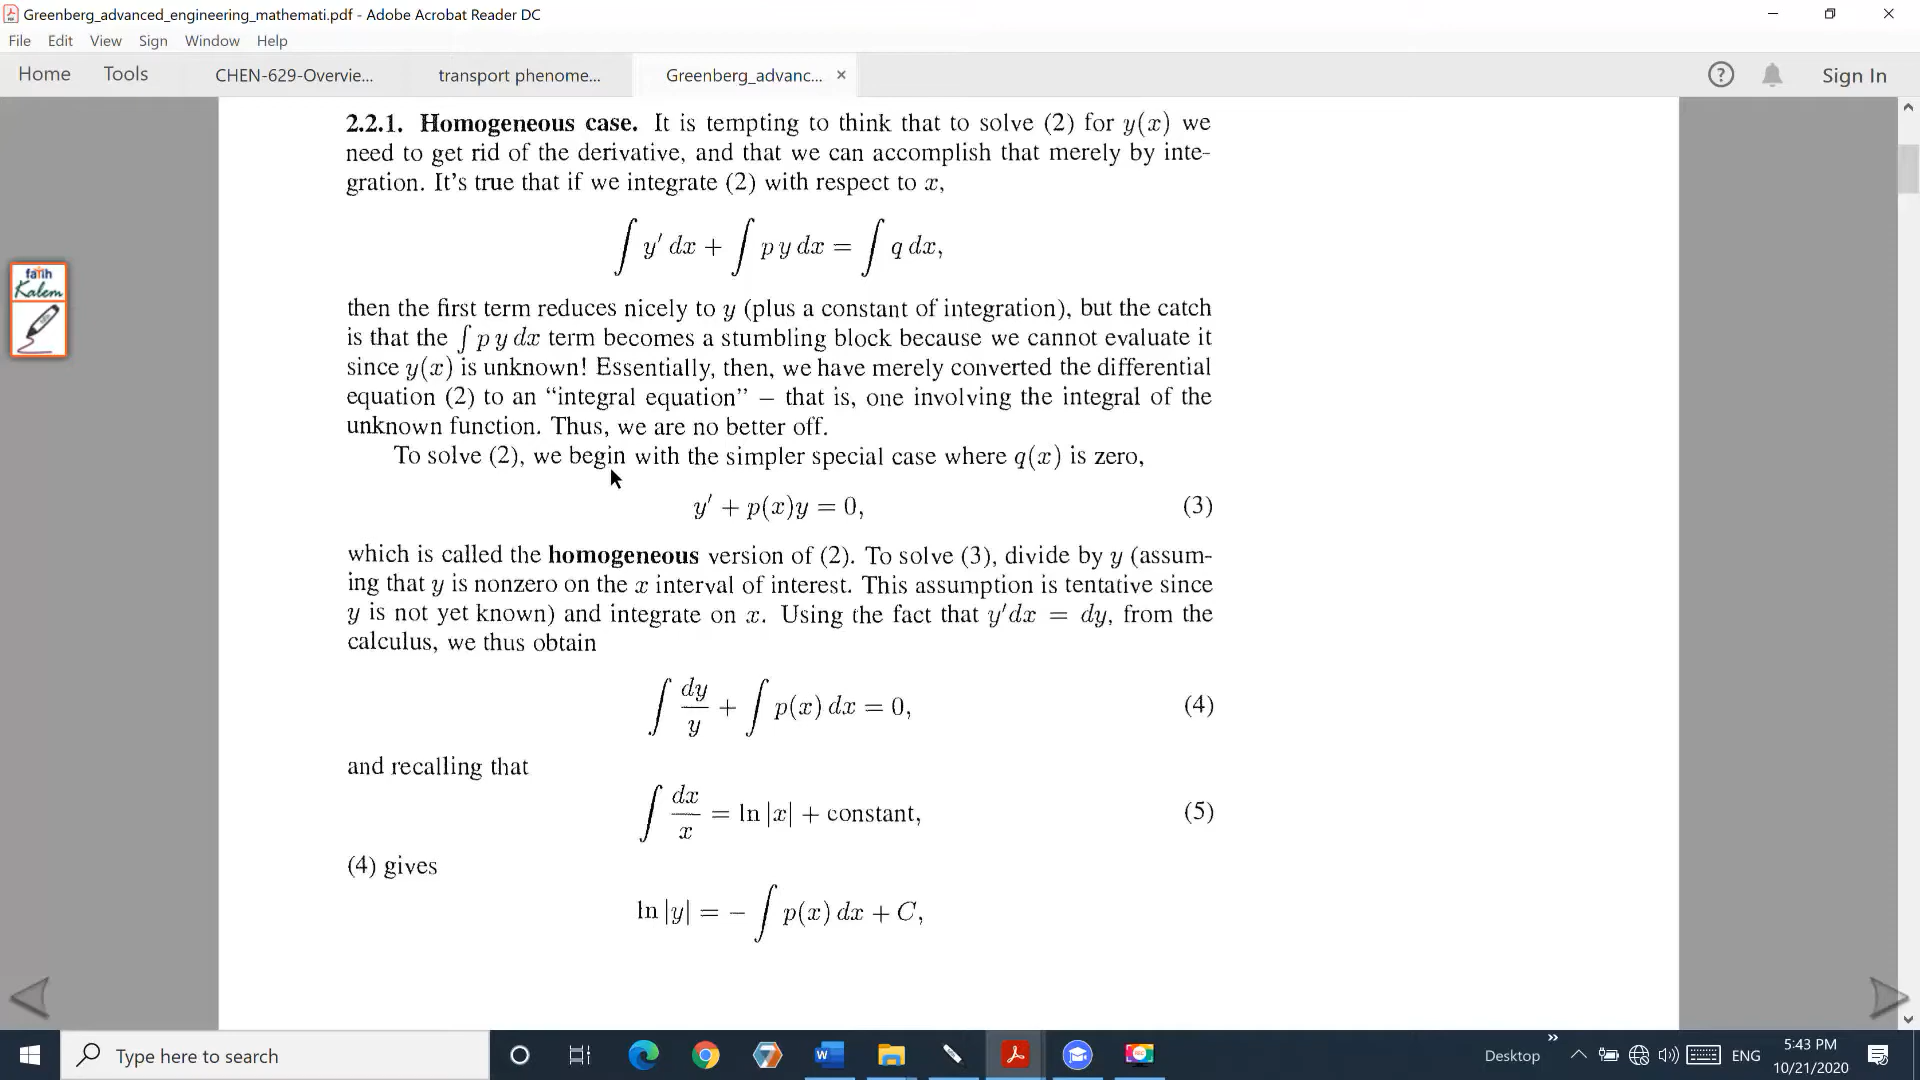 Greenberg_advanced_engineering_mathemati.pdf - Adobe Acrobat Reader DC
File Edit View Sign Window Help
Home Tools CHEN-629-Overvie... transport phenome... Greenberg_advanc... × ? Sign In
2.2.1. Homogeneous case. It is tempting to think that to solve (2) for y(x) we
need to get rid of the derivative, and that we can accomplish that merely by inte-
gration. It's true that if we integrate (2) with respect to x,
∫ y′ dx + ∫ p y dx = ∫ q dx,
then the first term reduces nicely to y (plus a constant of integration), but the catch
is that the ∫ p y dx term becomes a stumbling block because we cannot evaluate it
since y(x) is unknown! Essentially, then, we have merely converted the differential
equation (2) to an “integral equation” – that is, one involving the integral of the
unknown function. Thus, we are no better off.
To solve (2), we begin with the simpler special case where q(x) is zero,
y′ + p(x)y = 0, (3)
which is called the homogeneous version of (2). To solve (3), divide by y (assum-
ing that y is nonzero on the x interval of interest. This assumption is tentative since
y is not yet known) and integrate on x. Using the fact that y′dx = dy, from the
calculus, we thus obtain
∫ dy/y + ∫ p(x) dx = 0, (4)
and recalling that
∫ dx/x = ln |x| + constant, (5)
(4) gives
ln |y| = − ∫ p(x) dx + C,
fatih
Kalem
Type here to search
Desktop
ENG
5:43 PM
10/21/2020